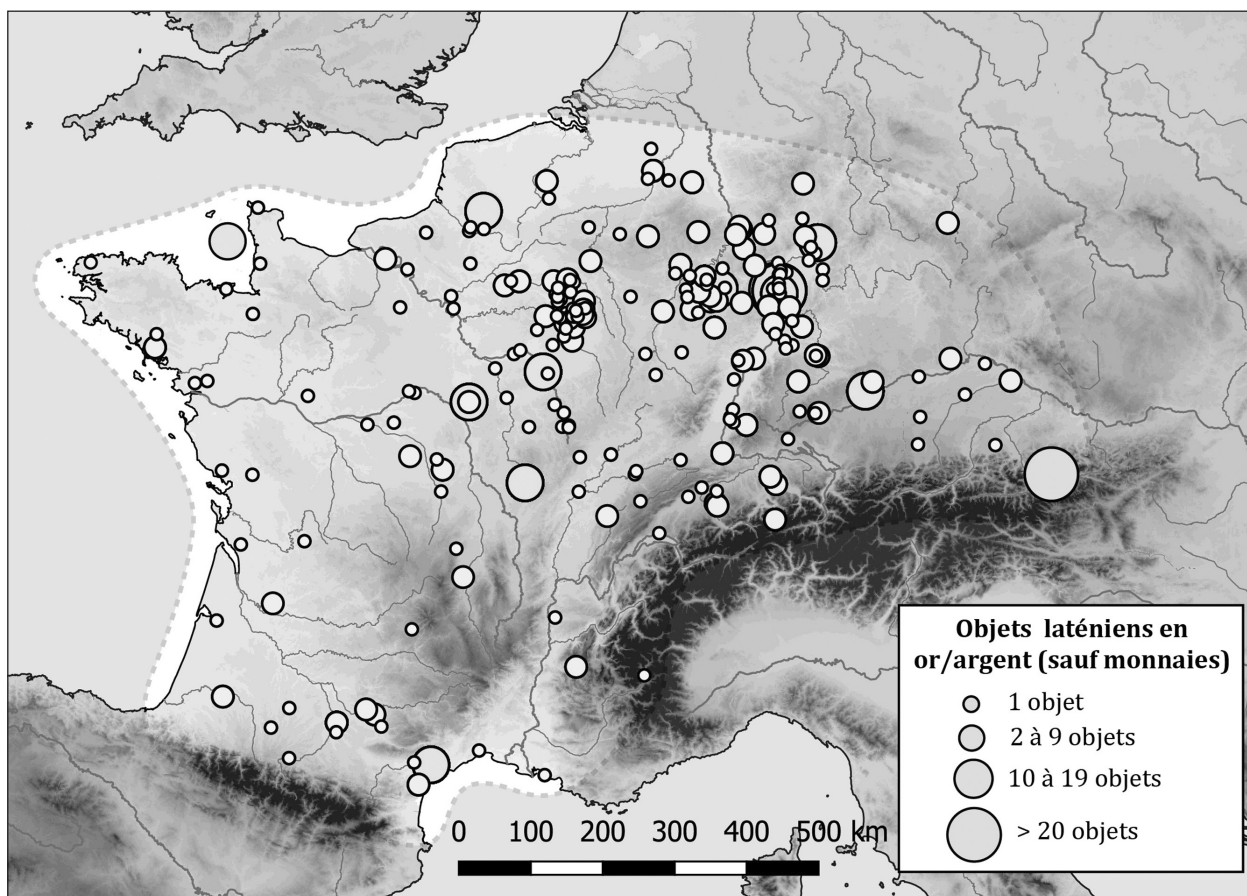 Objets laténiens en
or/argent (sauf monnaies)
1 objet
2 à 9 objets
10 à 19 objets
> 20 objets
0 100 200 300 400 500 km